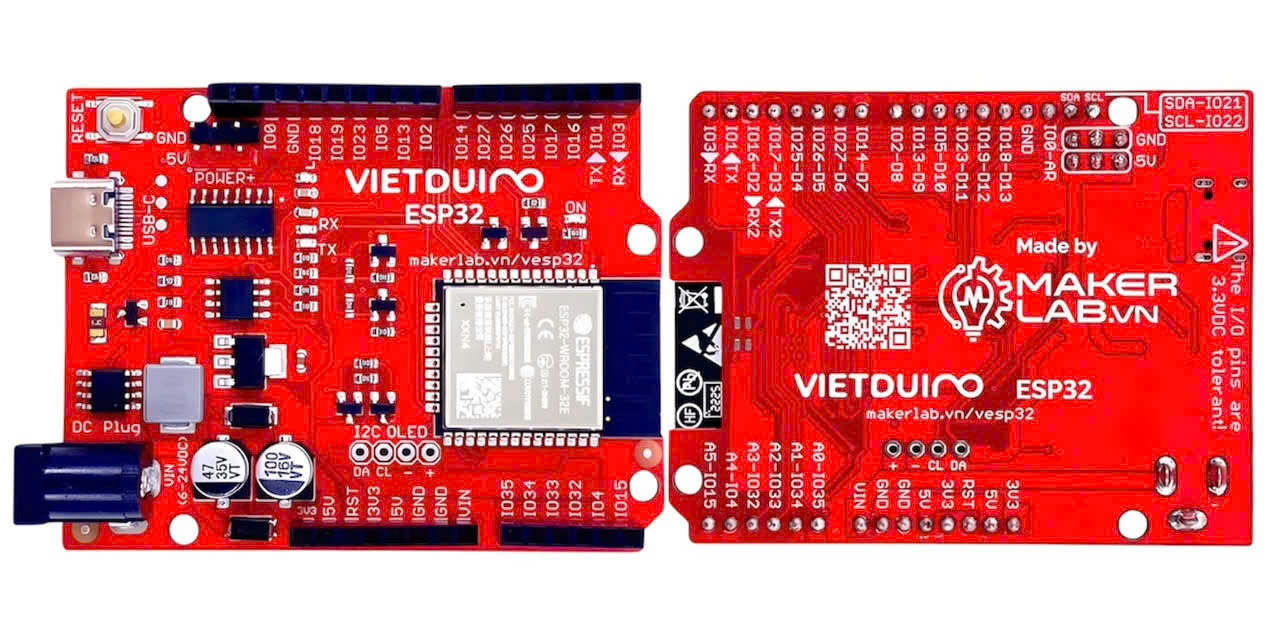 RESET
GND
5V
POWER+
USB-C
IO0
GND
IO18
IO19
IO23
IO5
IO13
IO2
IO14
IO27
IO26
IO25
IO17
IO16
IO1
IO3
TX
RX
L
RX
TX
ON
VIETDUINO
ESP32
makerlab.vn/vesp32
ESPRESSIF
ESP32-WROOM-32E
CE
XXN4
DC Plug
VIN
(6-24VDC)
47
35V
VT
100
16V
VT
I2C OLED
DA CL - +
3V3
5V
RST
3V3
5V
GND
GND
VIN
IO35
IO34
IO33
IO32
IO4
IO15
SDA SCL
SDA-IO21
SCL-IO22
GND
5V
IO3
RX
IO1
TX
IO16-D2
RX2
IO17-D3
TX2
IO25-D4
IO26-D5
IO27-D6
IO14-D7
IO2-D8
IO13-D9
IO5-D10
IO23-D11
IO19-D12
IO18-D13
GND
IO0-AR
Made by
MAKER
LAB.VN
The I/O pins are
3.3VDC tolerant!
VIETDUINO ESP32
makerlab.vn/vesp32
Pb
HF
2225
+ - CL DA
A5-IO15
A4-IO4
A3-IO32
A2-IO33
A1-IO34
A0-IO35
VIN
GND
GND
5V
3V3
RST
5V
3V3